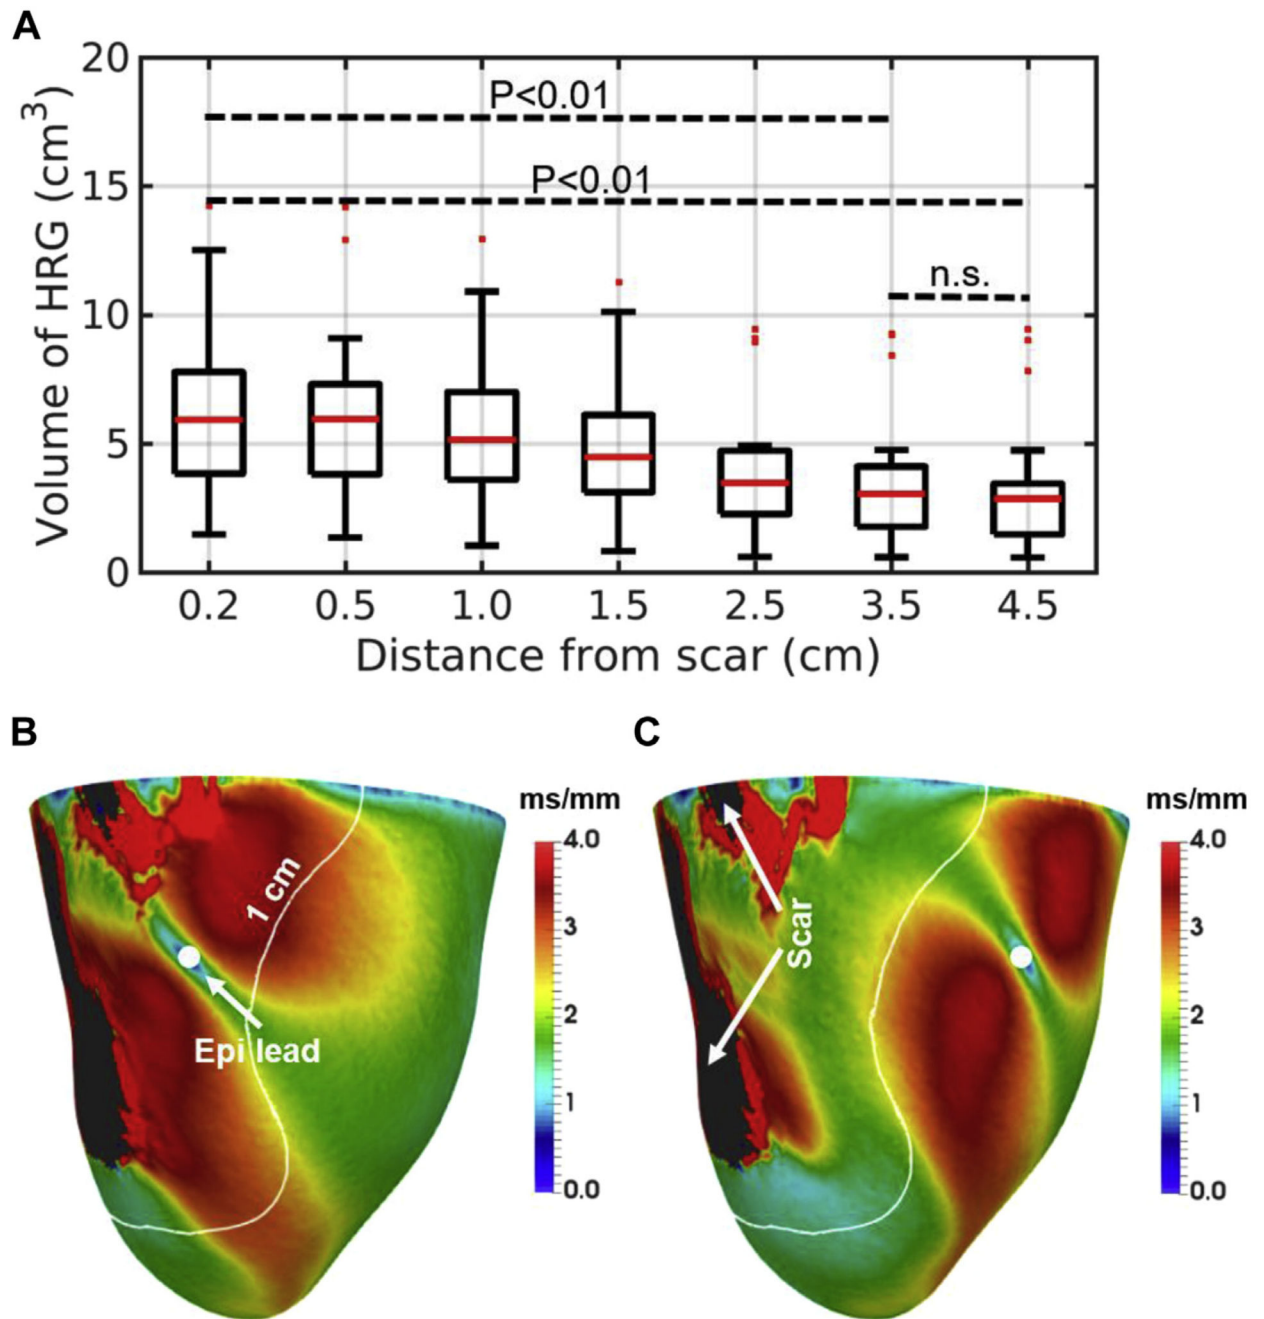 A
20
15
10
5
0
Volume of HRG (cm³)
P<0.01
P<0.01
n.s.
0.2 0.5 1.0 1.5 2.5 3.5 4.5
Distance from scar (cm)
B
1 cm
Epi lead
ms/mm
4.0
3
2
1
0.0
C
Scar
ms/mm
4.0
3
2
1
0.0